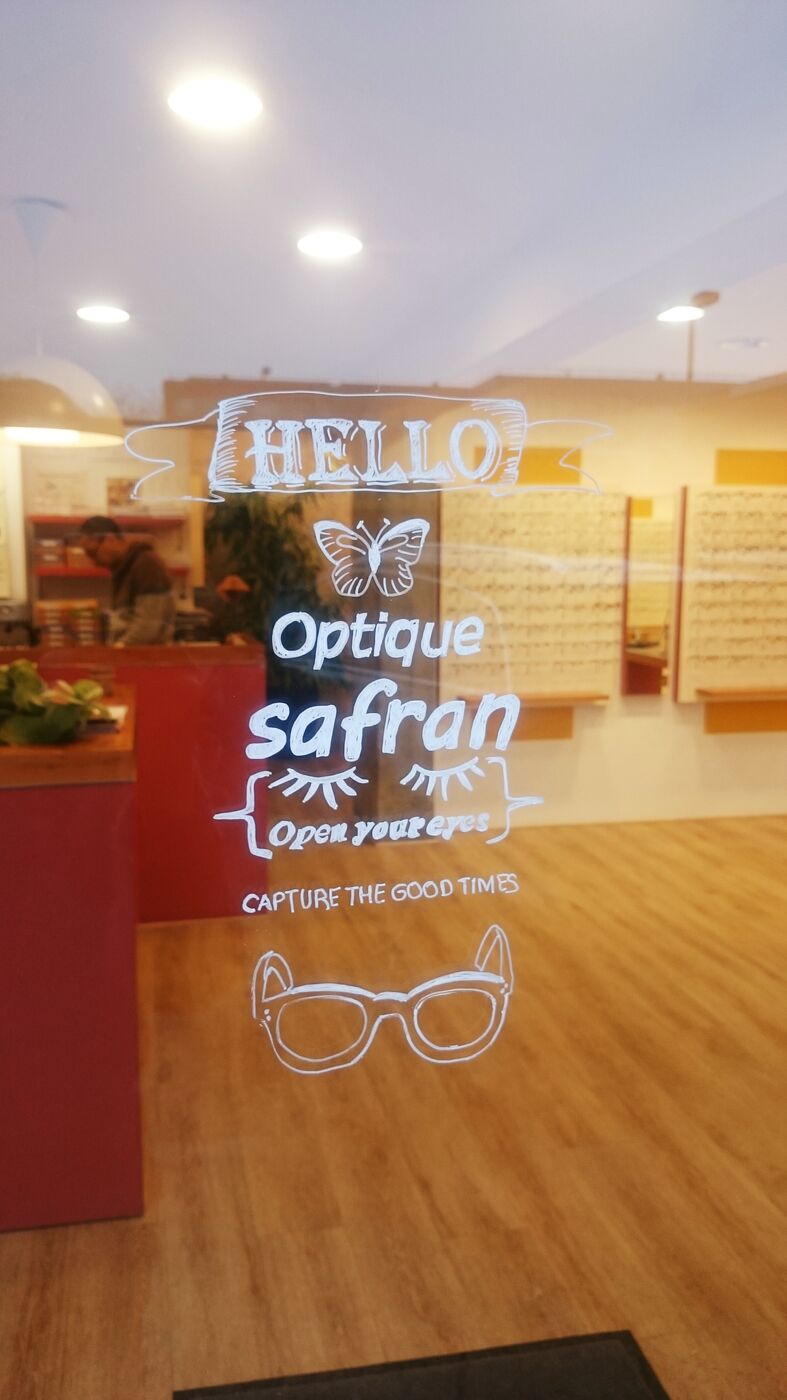 HELLO
Optique
safran
Open your eyes
CAPTURE THE GOOD TIMES